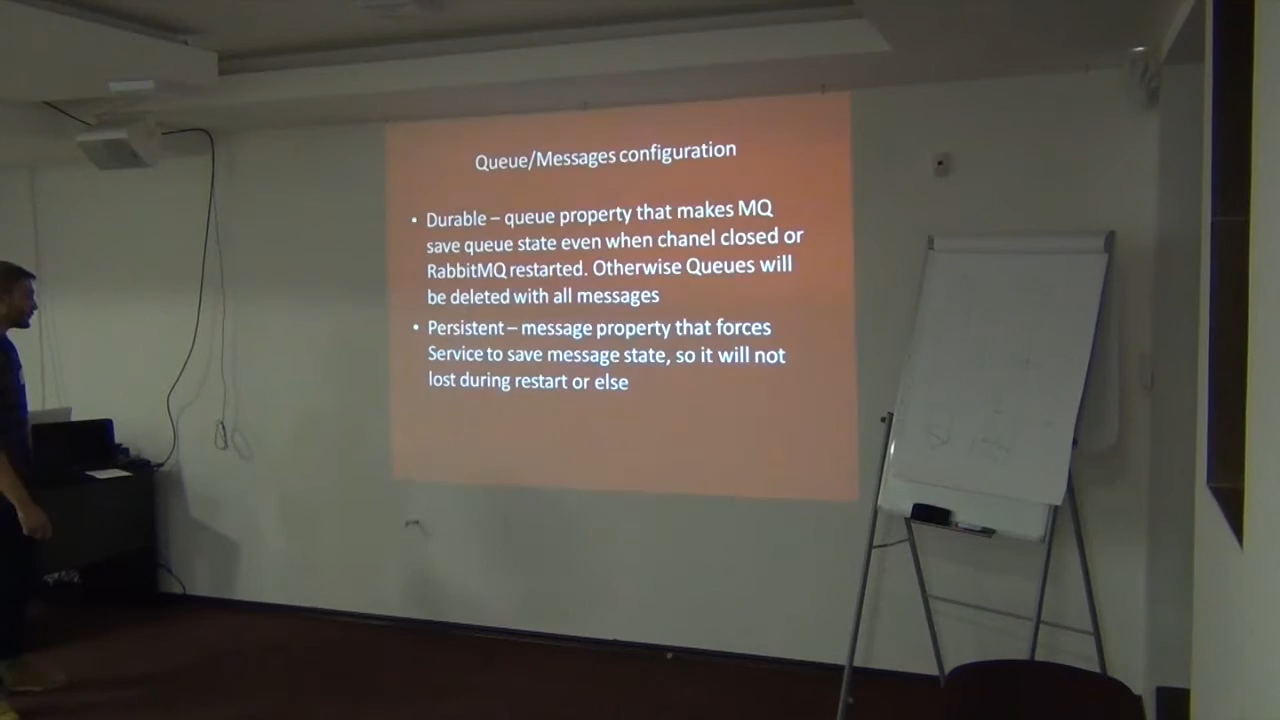 Queue/Messages configuration
• Durable – queue property that makes MQ
save queue state even when chanel closed or
RabbitMQ restarted. Otherwise Queues will
be deleted with all messages
• Persistent – message property that forces
Service to save message state, so it will not
lost during restart or else